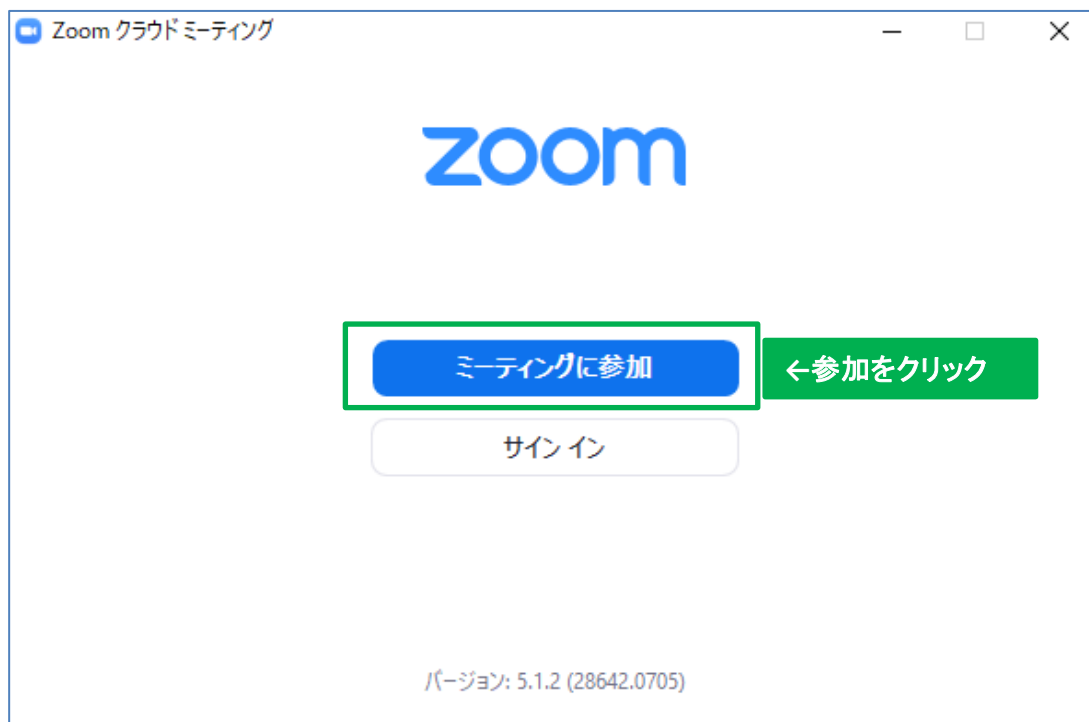 Zoom クラウド ミーティング
zoom
ミーティングに参加
←参加をクリック
サイン イン
バージョン: 5.1.2 (28642.0705)